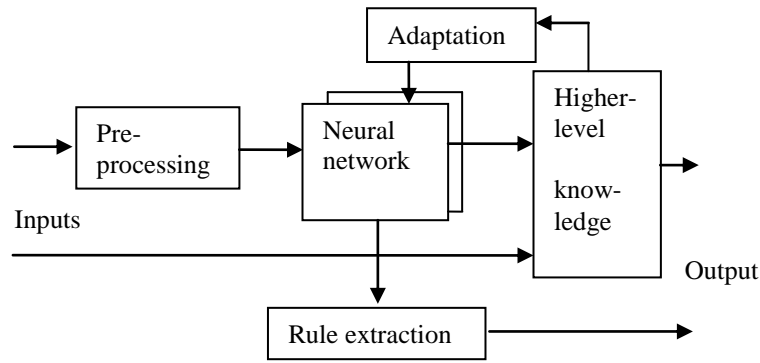 Adaptation
Pre-
processing
Neural
network
Higher-
level
know-
ledge
Inputs
Output
Rule extraction